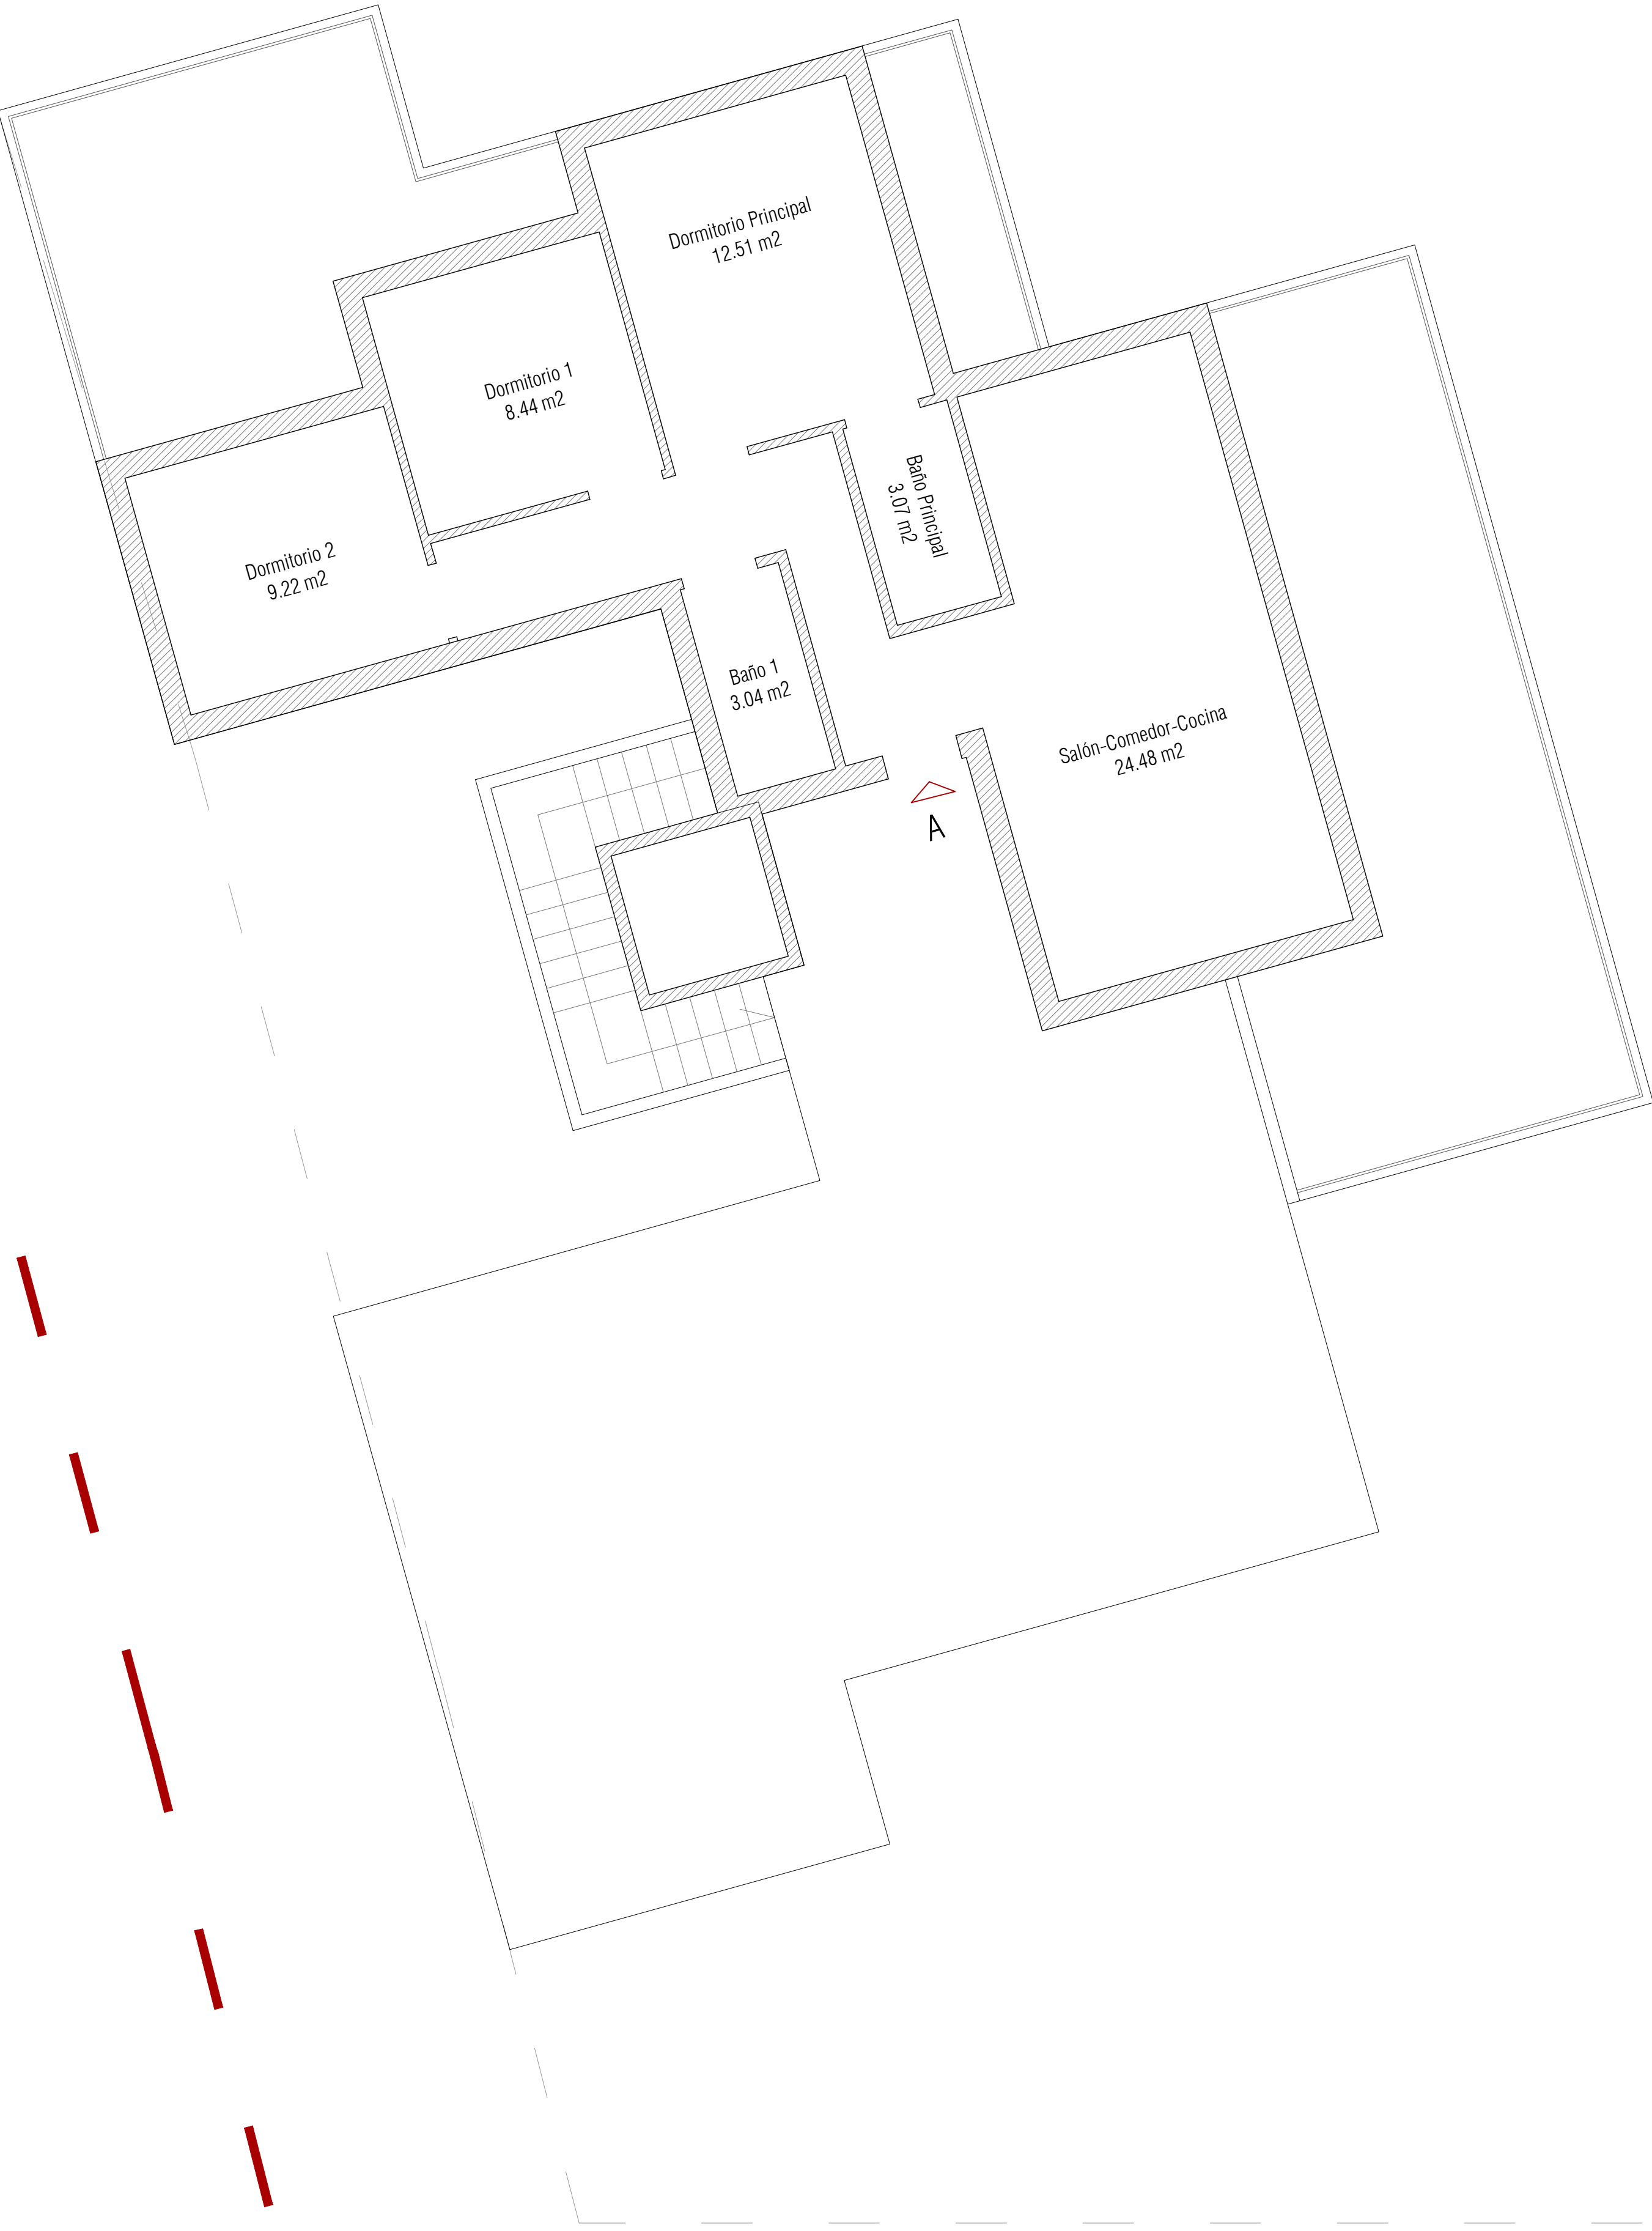 Dormitorio Principal
12.51 m2
Dormitorio 1
8.44 m2
Baño Principal
3.07 m2
Dormitorio 2
9.22 m2
Baño 1
3.04 m2
Salón-Comedor-Cocina
24.48 m2
A